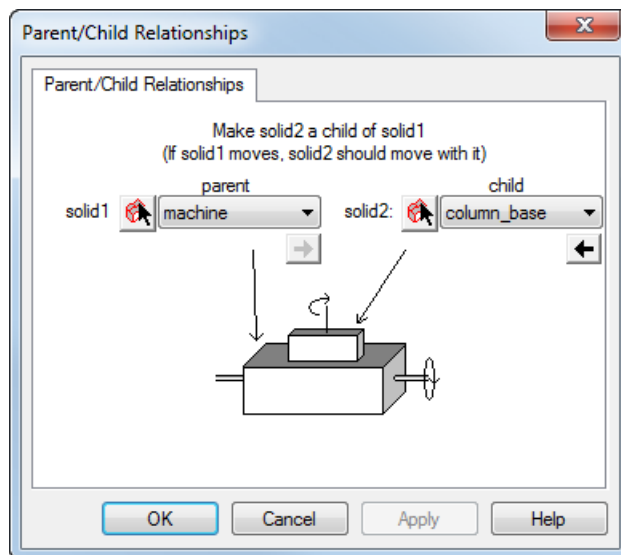 Parent/Child Relationships
Parent/Child Relationships
Make solid2 a child of solid1
(If solid1 moves, solid2 should move with it)
parent child
solid1 machine solid2: column_base
OK Cancel Apply Help